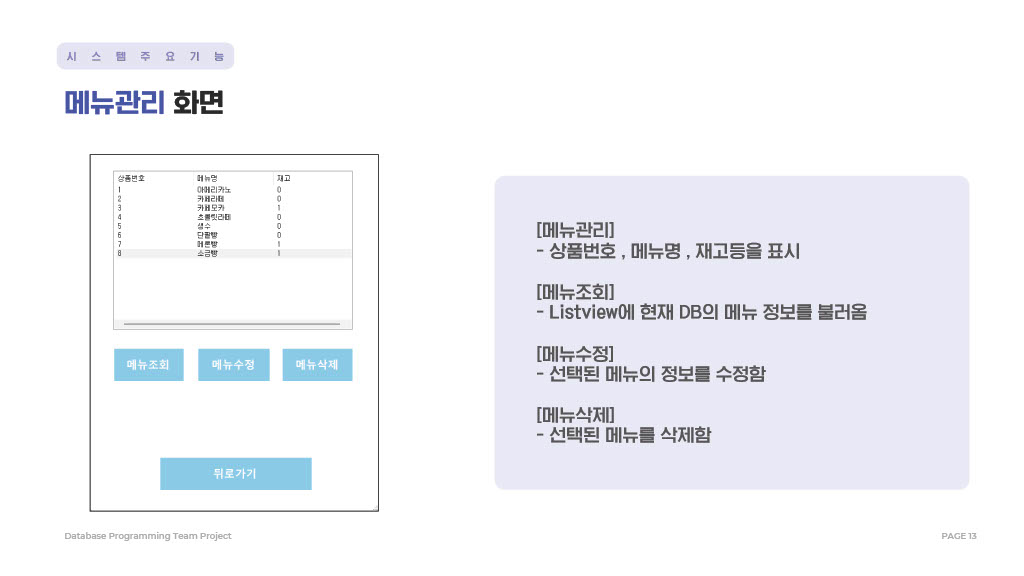 시스템주요기능
메뉴관리 화면
상품번호 메뉴명 재고
1 아메리카노 0
2 카페라떼 0
3 카페모카 1
4 초콜릿라떼 0
5 생수 0
6 단팥빵 0
7 메론빵 1
8 소금빵 1
메뉴조회 메뉴수정 메뉴삭제
뒤로가기
[메뉴관리]
- 상품번호 , 메뉴명 , 재고등을 표시
[메뉴조회]
- Listview에 현재 DB의 메뉴 정보를 불러옴
[메뉴수정]
- 선택된 메뉴의 정보를 수정함
[메뉴삭제]
- 선택된 메뉴를 삭제함
Database Programming Team Project
PAGE 13